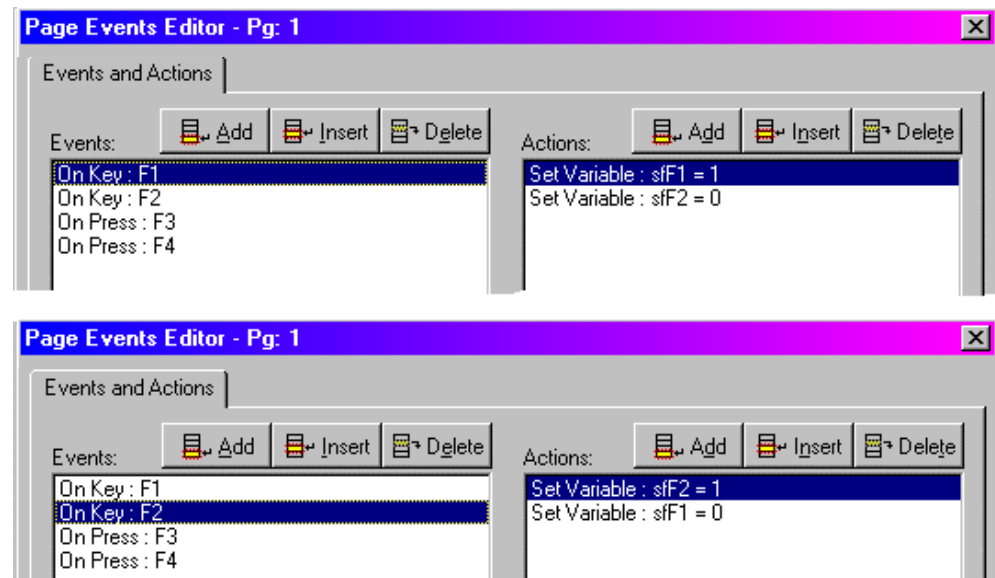 Page Events Editor - Pg: 1
Events and Actions
Events: Add Insert Delete Actions: Add Insert Delete
On Key : F1 Set Variable : sfF1 = 1
On Key : F2 Set Variable : sfF2 = 0
On Press : F3
On Press : F4
Page Events Editor - Pg: 1
Events and Actions
Events: Add Insert Delete Actions: Add Insert Delete
On Key : F1 Set Variable : sfF2 = 1
On Key : F2 Set Variable : sfF1 = 0
On Press : F3
On Press : F4